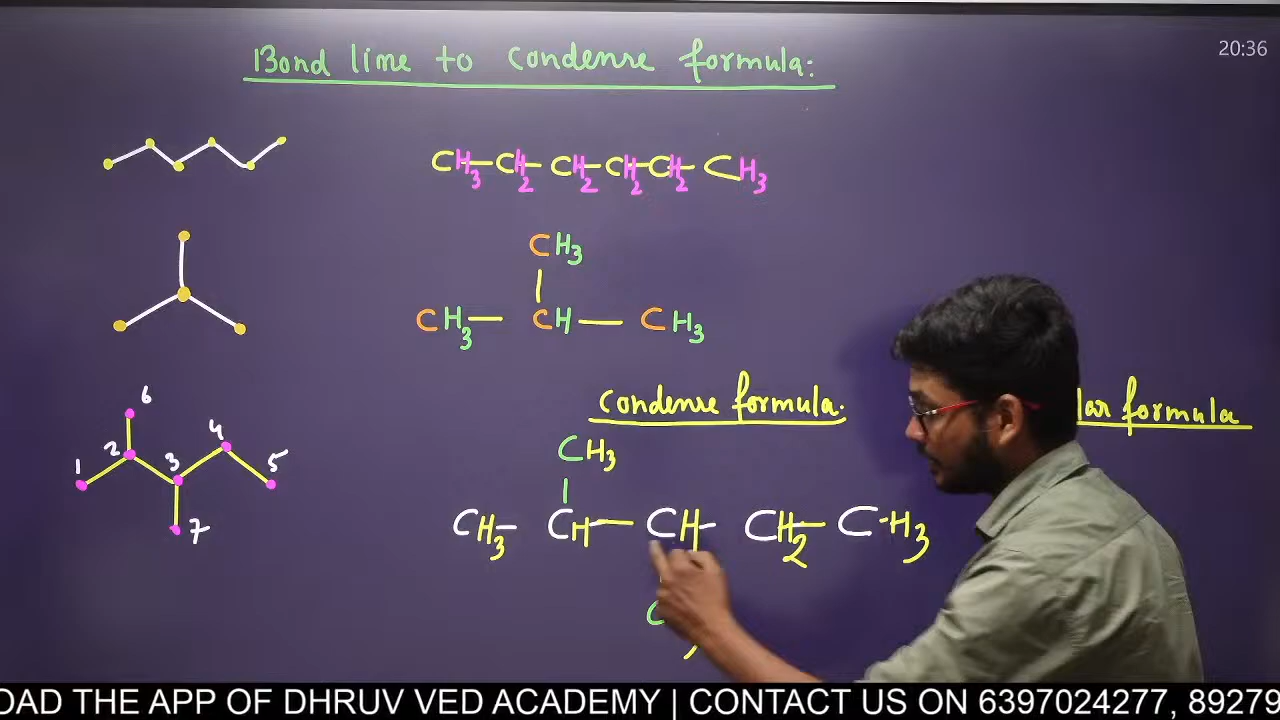 20:36
Bond line to Condense formula:
CH3-CH2-CH2-CH2-CH2-CH3
CH3
CH3-CH-CH3
6
4
2 3
1 5
7
Condense formula.
lar formula
CH3
CH3-CH-CH-CH2-C-H3
C
OAD THE APP OF DHRUV VED ACADEMY | CONTACT US ON 6397024277, 89279